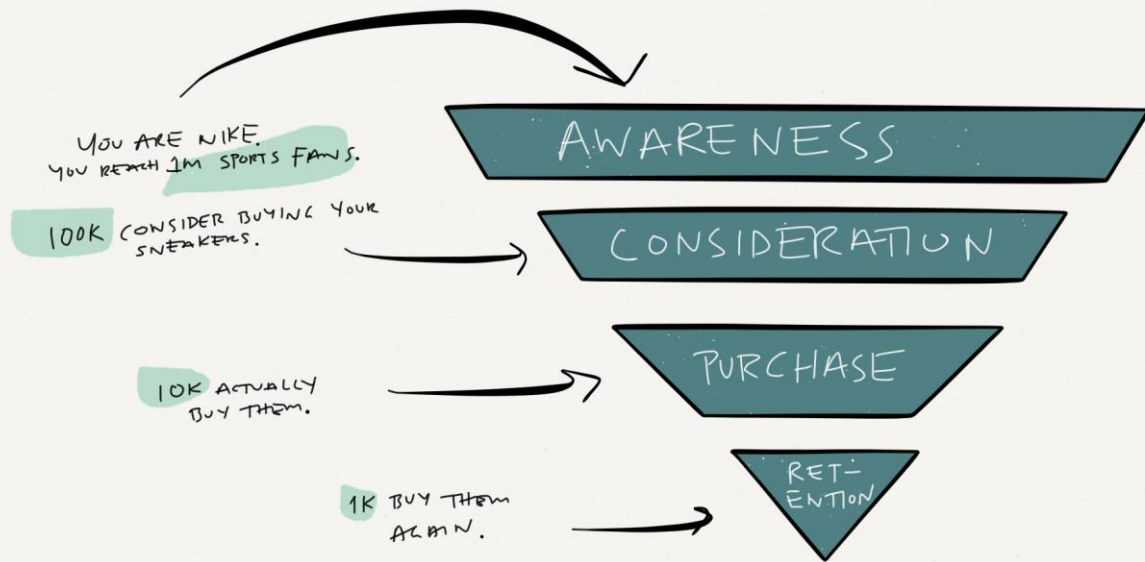 YOU ARE NIKE.
YOU REACH 1M SPORTS FANS.
AWARENESS
100K CONSIDER BUYING YOUR
SNEAKERS.
CONSIDERATION
10K ACTUALLY
BUY THEM.
PURCHASE
1K BUY THEM
AGAIN.
RET-
ENTION